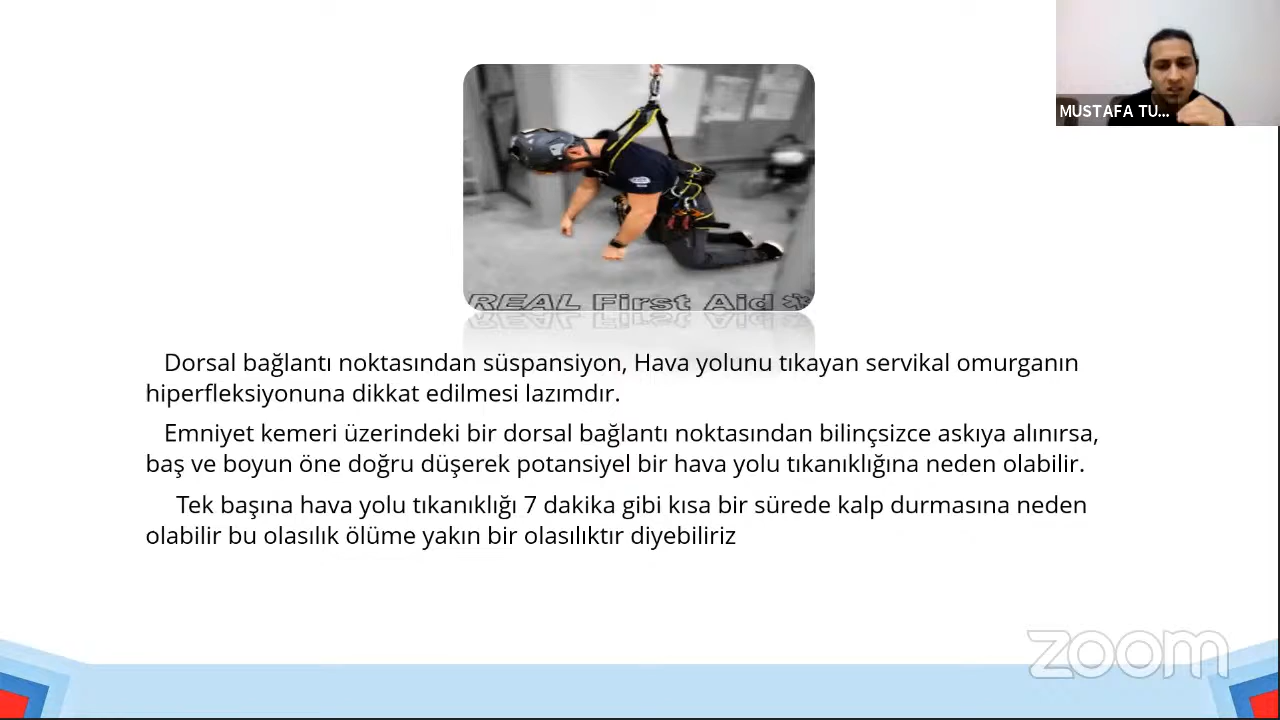 MUSTAFA TU...
REAL First Aid
Dorsal bağlantı noktasından süspansiyon, Hava yolunu tıkayan servikal omurganın
hiperfleksiyonuna dikkat edilmesi lazımdır.
Emniyet kemeri üzerindeki bir dorsal bağlantı noktasından bilinçsizce askıya alınırsa,
baş ve boyun öne doğru düşerek potansiyel bir hava yolu tıkanıklığına neden olabilir.
Tek başına hava yolu tıkanıklığı 7 dakika gibi kısa bir sürede kalp durmasına neden
olabilir bu olasılık ölüme yakın bir olasılıktır diyebiliriz
zoom